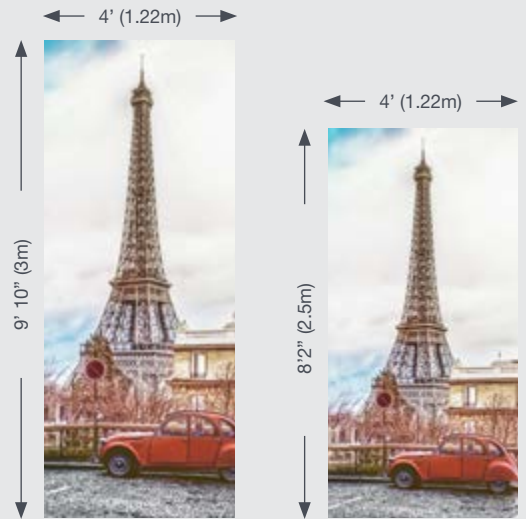 4’ (1.22m)
9’ 10” (3m)
4’ (1.22m)
8’2” (2.5m)